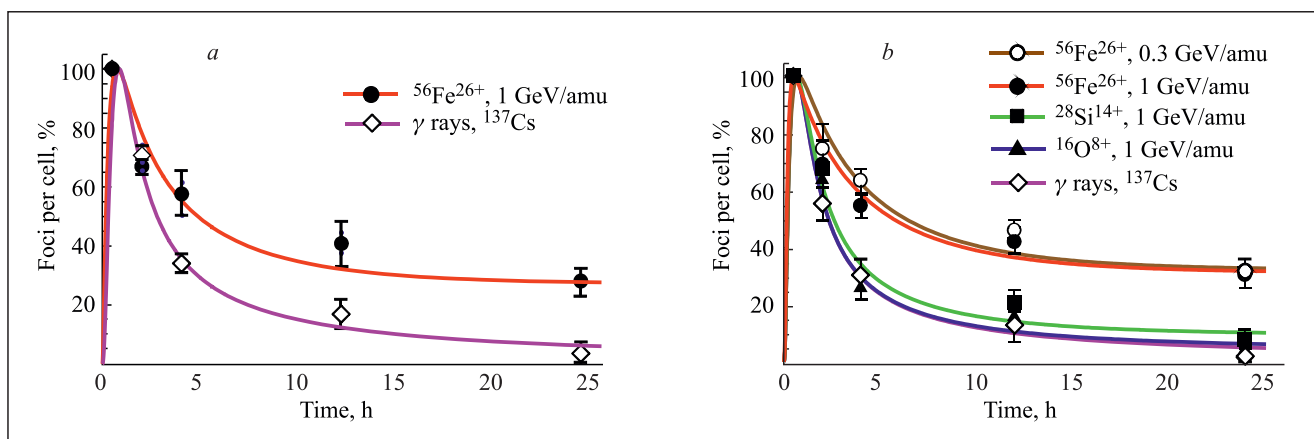 a
⁵⁶Fe²⁶⁺, 1 GeV/amu
γ rays, ¹³⁷Cs
Foci per cell, %
100
80
60
40
20
0
5
10
15
20
25
Time, h
b
⁵⁶Fe²⁶⁺, 0.3 GeV/amu
⁵⁶Fe²⁶⁺, 1 GeV/amu
²⁸Si¹⁴⁺, 1 GeV/amu
¹⁶O⁸⁺, 1 GeV/amu
γ rays, ¹³⁷Cs
Foci per cell, %
100
80
60
40
20
0
5
10
15
20
25
Time, h